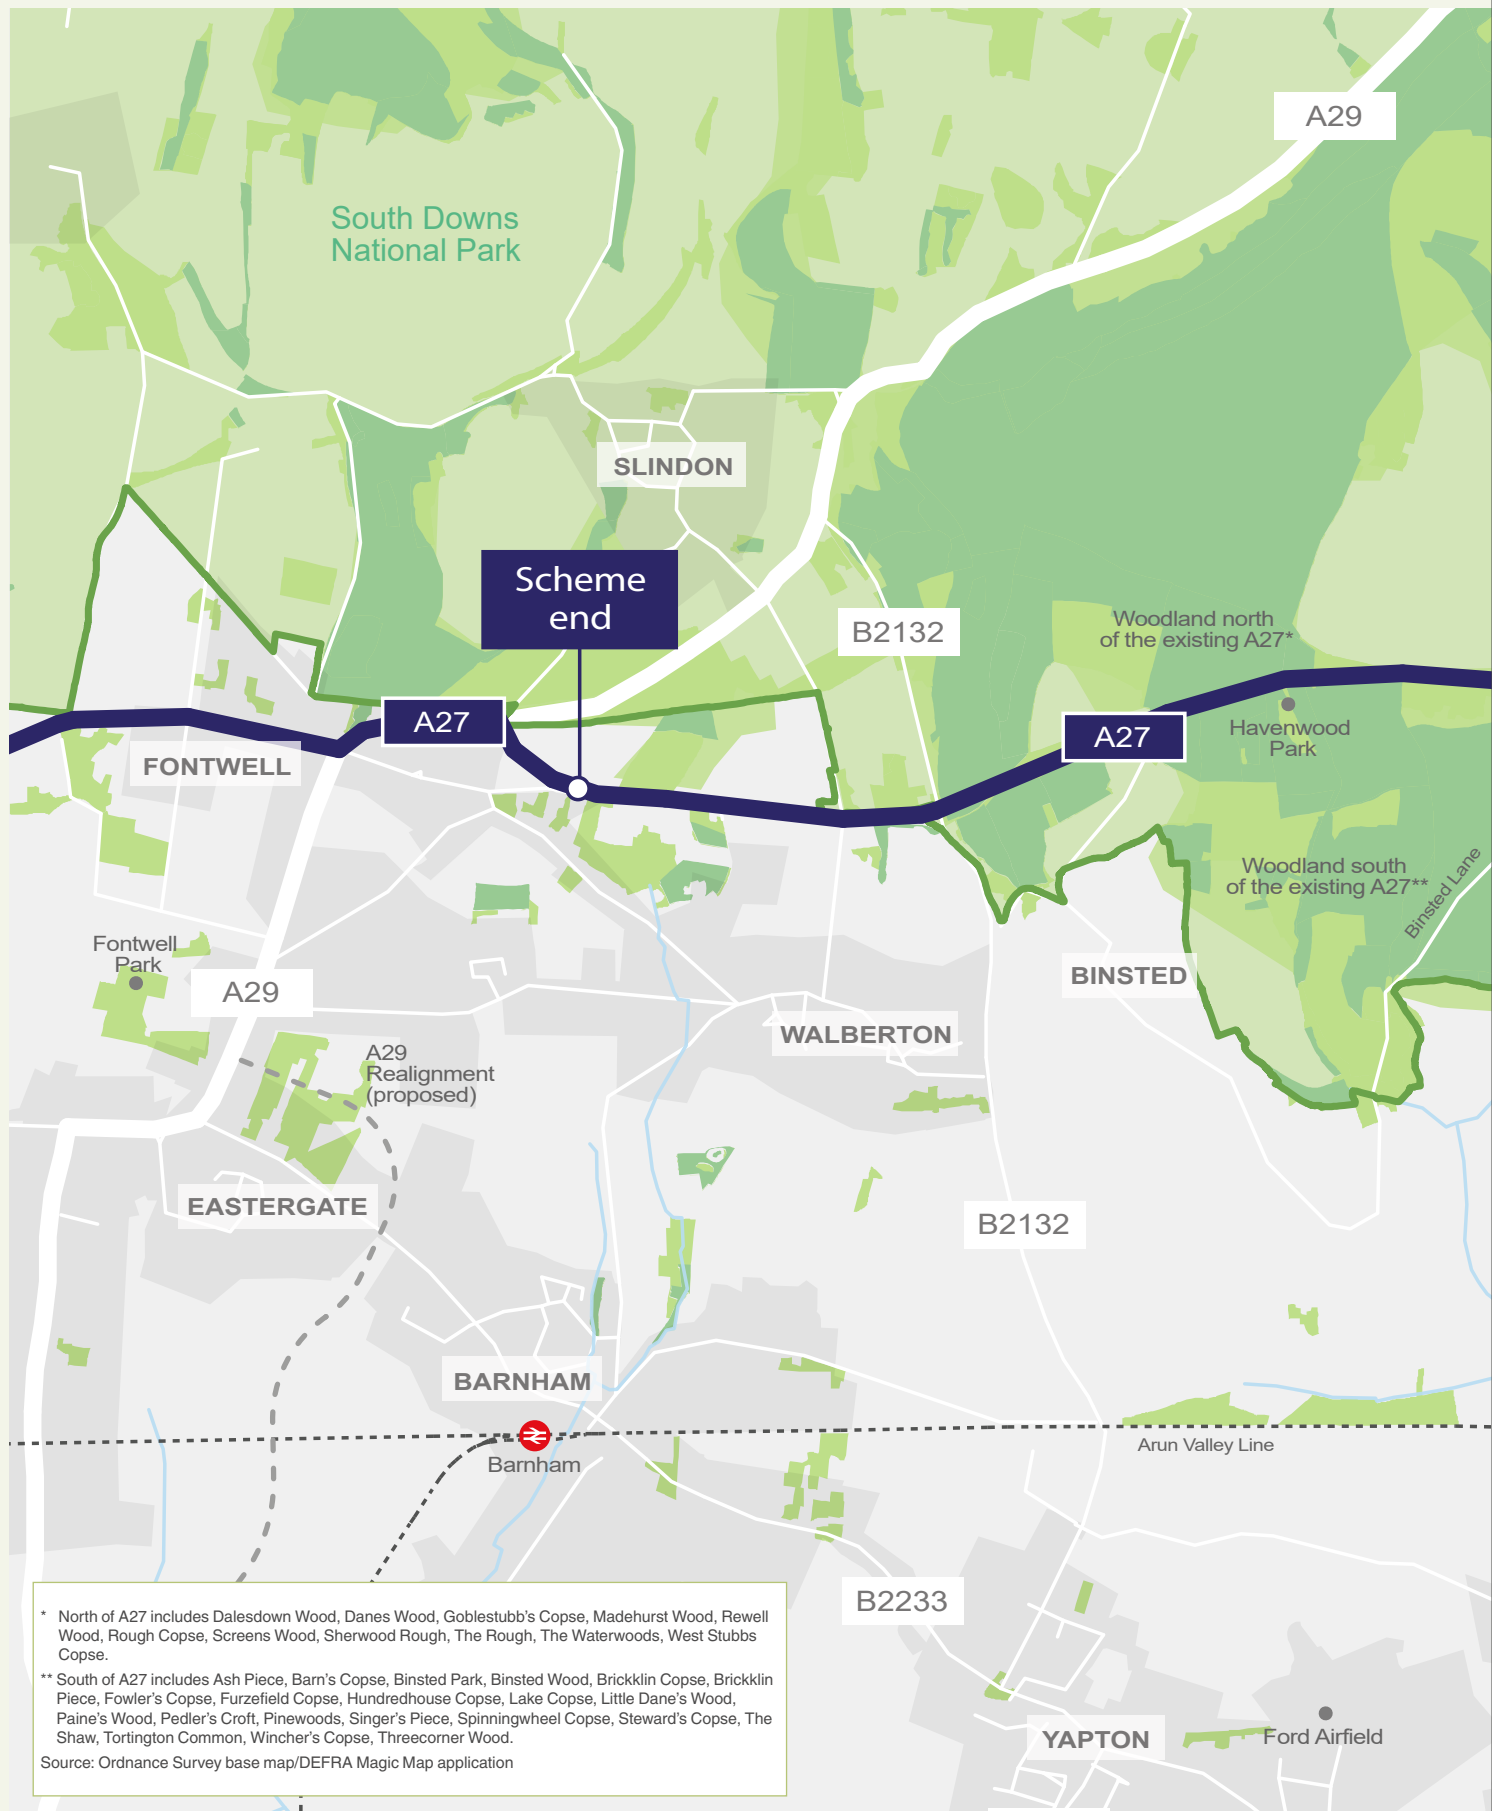 A29
South Downs
National Park
SLINDON
Scheme
end
B2132
Woodland north
of the existing A27*
A27
A27
Havenwood
Park
FONTWELL
Woodland south
of the existing A27**
Binsted Lane
Fontwell
Park
A29
BINSTED
WALBERTON
A29
Realignment
(proposed)
EASTERGATE
B2132
BARNHAM
Barnham
Arun Valley Line
B2233
YAPTON
Ford Airfield
* North of A27 includes Dalesdown Wood, Danes Wood, Goblestubb's Copse, Madehurst Wood, Rewell
Wood, Rough Copse, Screens Wood, Sherwood Rough, The Rough, The Waterwoods, West Stubbs
Copse.
** South of A27 includes Ash Piece, Barn's Copse, Binsted Park, Binsted Wood, Brickkln Copse, Brickkln
Piece, Fowler's Copse, Furzefield Copse, Hundredhouse Copse, Lake Copse, Little Dane's Wood,
Paine's Wood, Pedler's Croft, Pinewoods, Singer's Piece, Spinningwheel Copse, Steward's Copse, The
Shaw, Tortington Common, Wincher's Copse, Threecorner Wood.
Source: Ordnance Survey base map/DEFRA Magic Map application